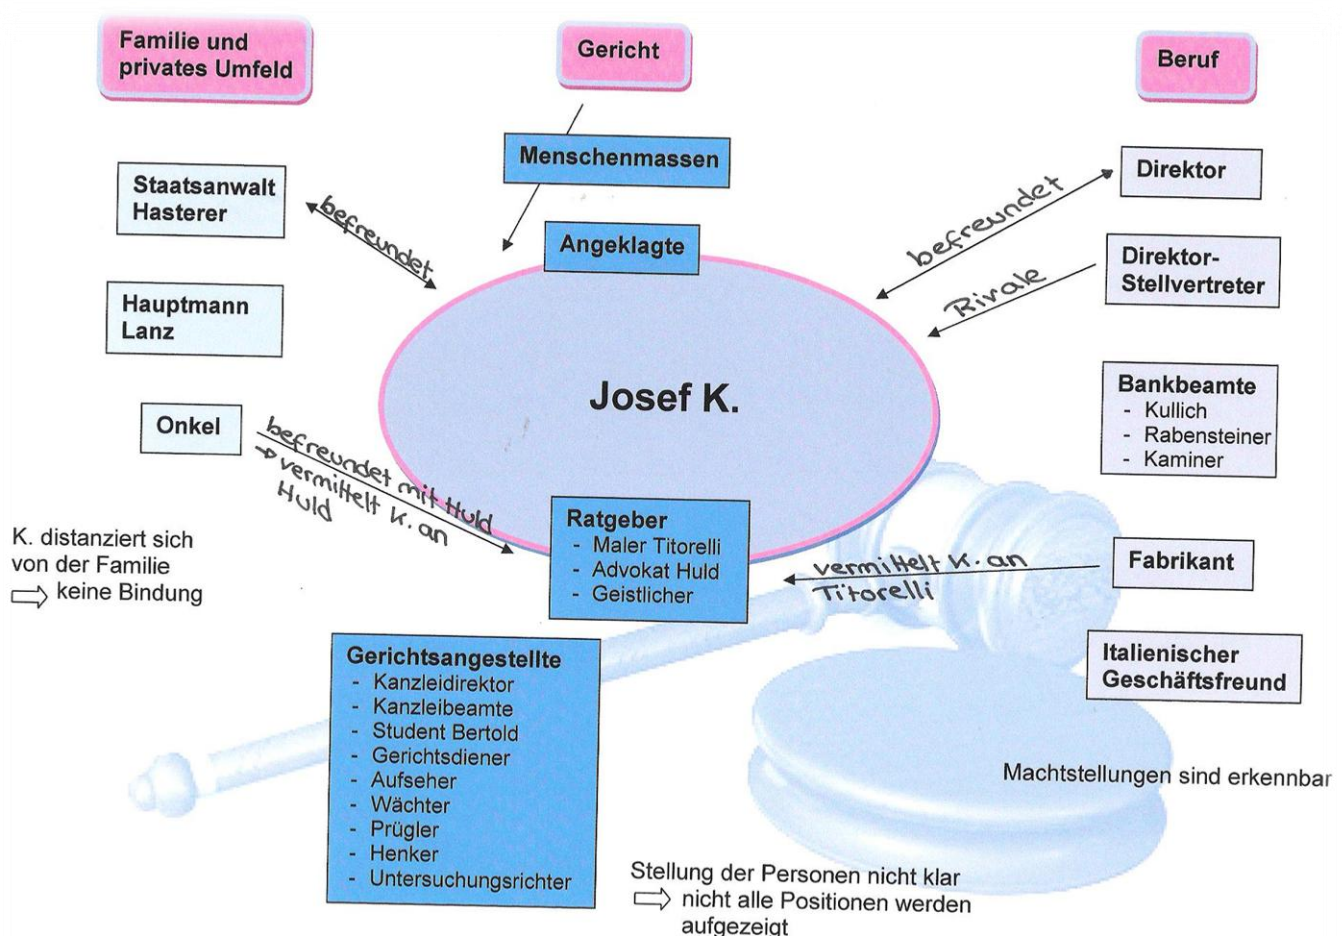 Familie und
privates Umfeld
Gericht
Beruf
Menschenmassen
Angeklagte
Staatsanwalt
Hasterer
befreundet
Hauptmann
Lanz
Onkel
befreundet mit Huld
→ vermittelt K. an
Huld
K. distanziert sich
von der Familie
⇨ keine Bindung
Josef K.
Direktor
befreundet
Direktor-
Stellvertreter
Rivale
Bankbeamte
- Kullich
- Rabensteiner
- Kaminer
Ratgeber
- Maler Titorelli
- Advokat Huld
- Geistlicher
Fabrikant
vermittelt K. an
Titorelli
Italienischer
Geschäftsfreund
Gerichtsangestellte
- Kanzleidirektor
- Kanzleibeamte
- Student Bertold
- Gerichtsdiener
- Aufseher
- Wächter
- Prügler
- Henker
- Untersuchungsrichter
Machtstellungen sind erkennbar
Stellung der Personen nicht klar
⇨ nicht alle Positionen werden
aufgezeigt